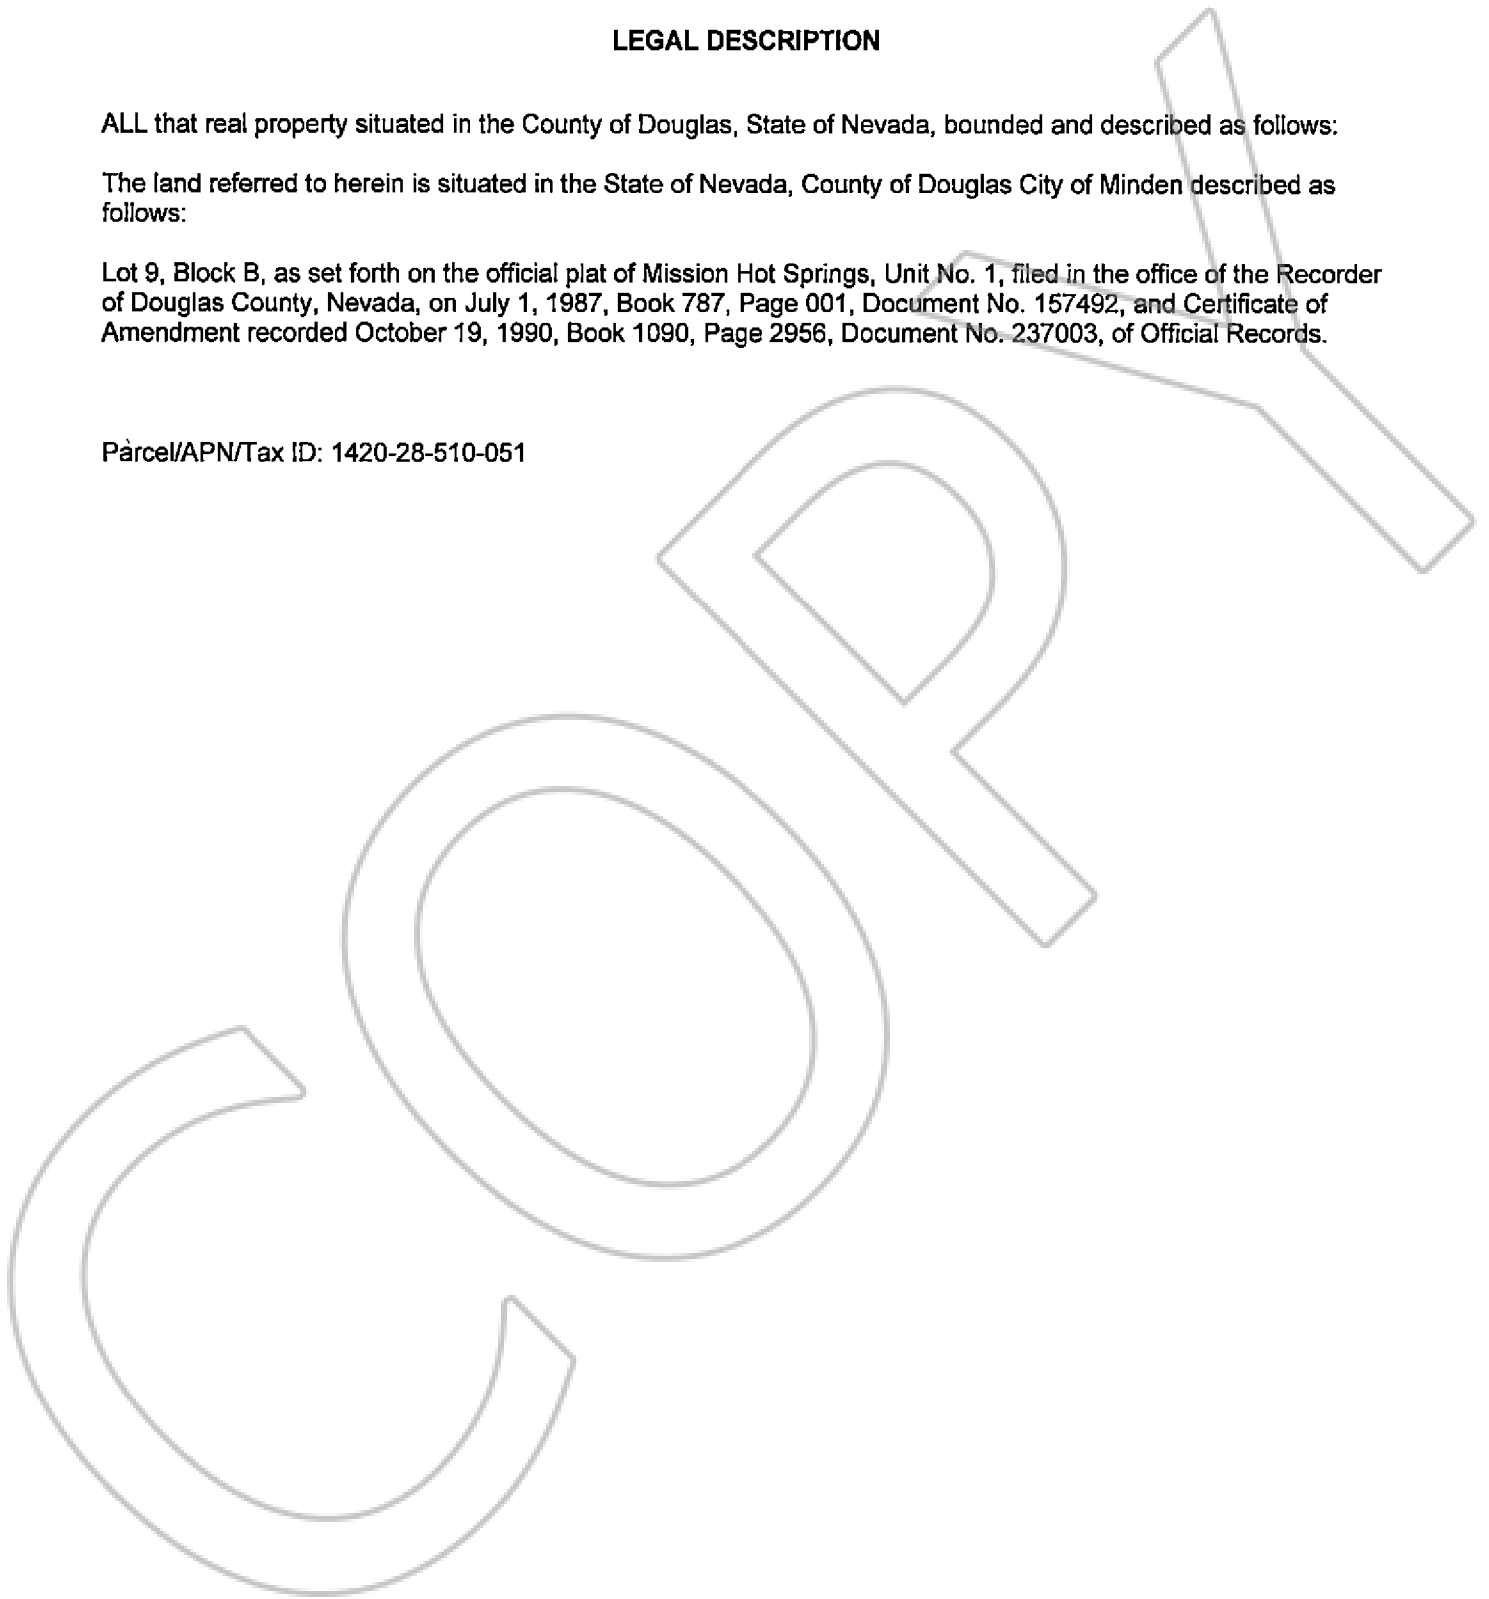 LEGAL DESCRIPTION
ALL that real property situated in the County of Douglas, State of Nevada, bounded and described as follows:
The land referred to herein is situated in the State of Nevada, County of Douglas City of Minden described as
follows:
Lot 9, Block B, as set forth on the official plat of Mission Hot Springs, Unit No. 1, filed in the office of the Recorder
of Douglas County, Nevada, on July 1, 1987, Book 787, Page 001, Document No. 157492, and Certificate of
Amendment recorded October 19, 1990, Book 1090, Page 2956, Document No. 237003, of Official Records.
Parcel/APN/Tax ID: 1420-28-510-051
COPY